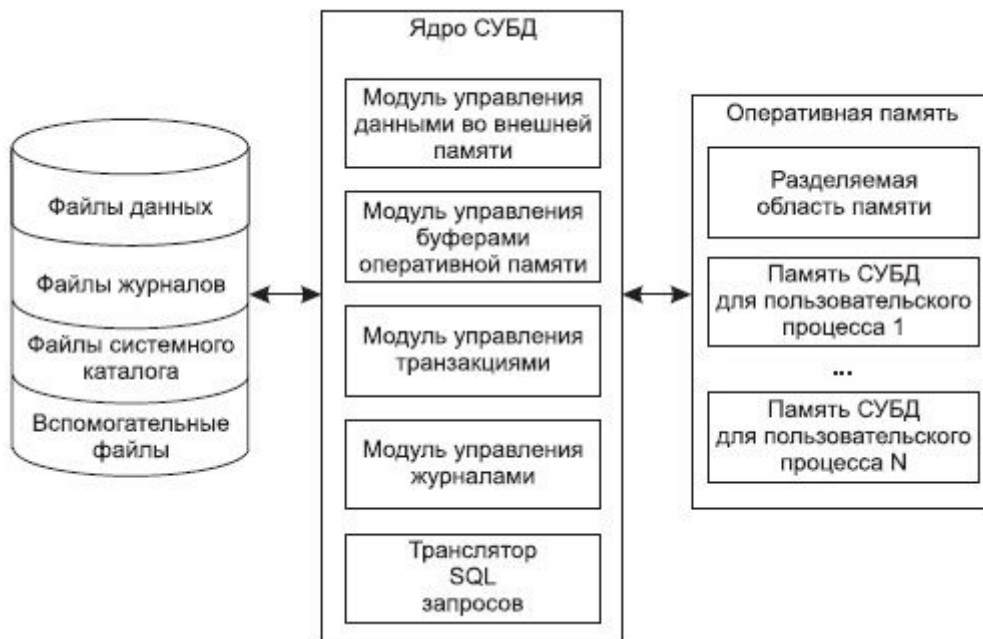 Файлы данных
Файлы журналов
Файлы системного
каталога
Вспомогательные
файлы
Ядро СУБД
Модуль управления
данными во внешней
памяти
Модуль управления
буферами
оперативной памяти
Модуль управления
транзакциями
Модуль управления
журналами
Транслятор
SQL
запросов
Оперативная память
Разделяемая
область памяти
Память СУБД
для пользовательского
процесса 1
...
Память СУБД
для пользовательского
процесса N